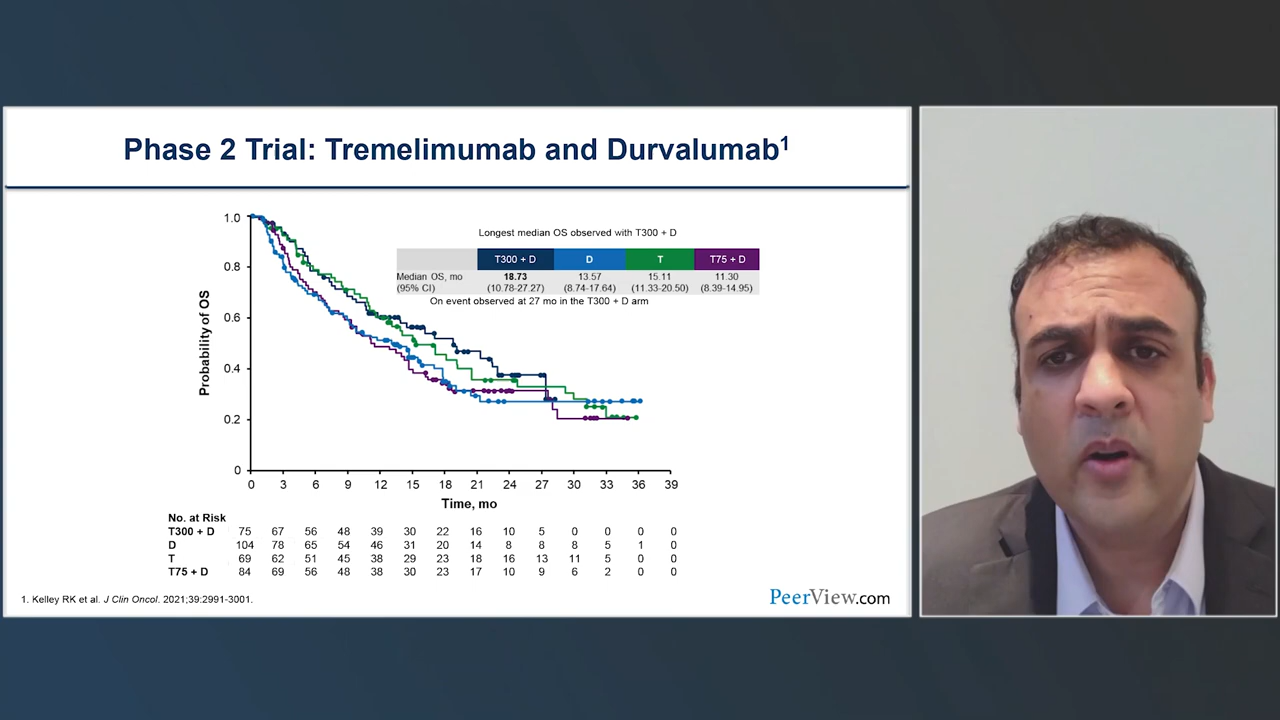 Phase 2 Trial: Tremelimumab and Durvalumab1
Longest median OS observed with T300 + D
T300 + D D T T75 + D
Median OS, mo 18.73 13.57 15.11 11.30
(95% CI) (10.78-27.27) (8.74-17.64) (11.33-20.50) (8.39-14.95)
On event observed at 27 mo in the T300 + D arm
Probability of OS
1.0
0.8
0.6
0.4
0.2
0
0 3 6 9 12 15 18 21 24 27 30 33 36 39
Time, mo
No. at Risk
T300 + D 75 67 56 48 39 30 22 16 10 5 0 0 0 0
D 104 78 65 54 46 31 20 14 8 8 8 5 1 0
T 69 62 51 45 38 29 23 18 16 13 11 5 0 0
T75 + D 84 69 56 48 38 30 23 17 10 9 6 2 0 0
1. Kelley RK et al. J Clin Oncol. 2021;39:2991-3001.
PeerView.com